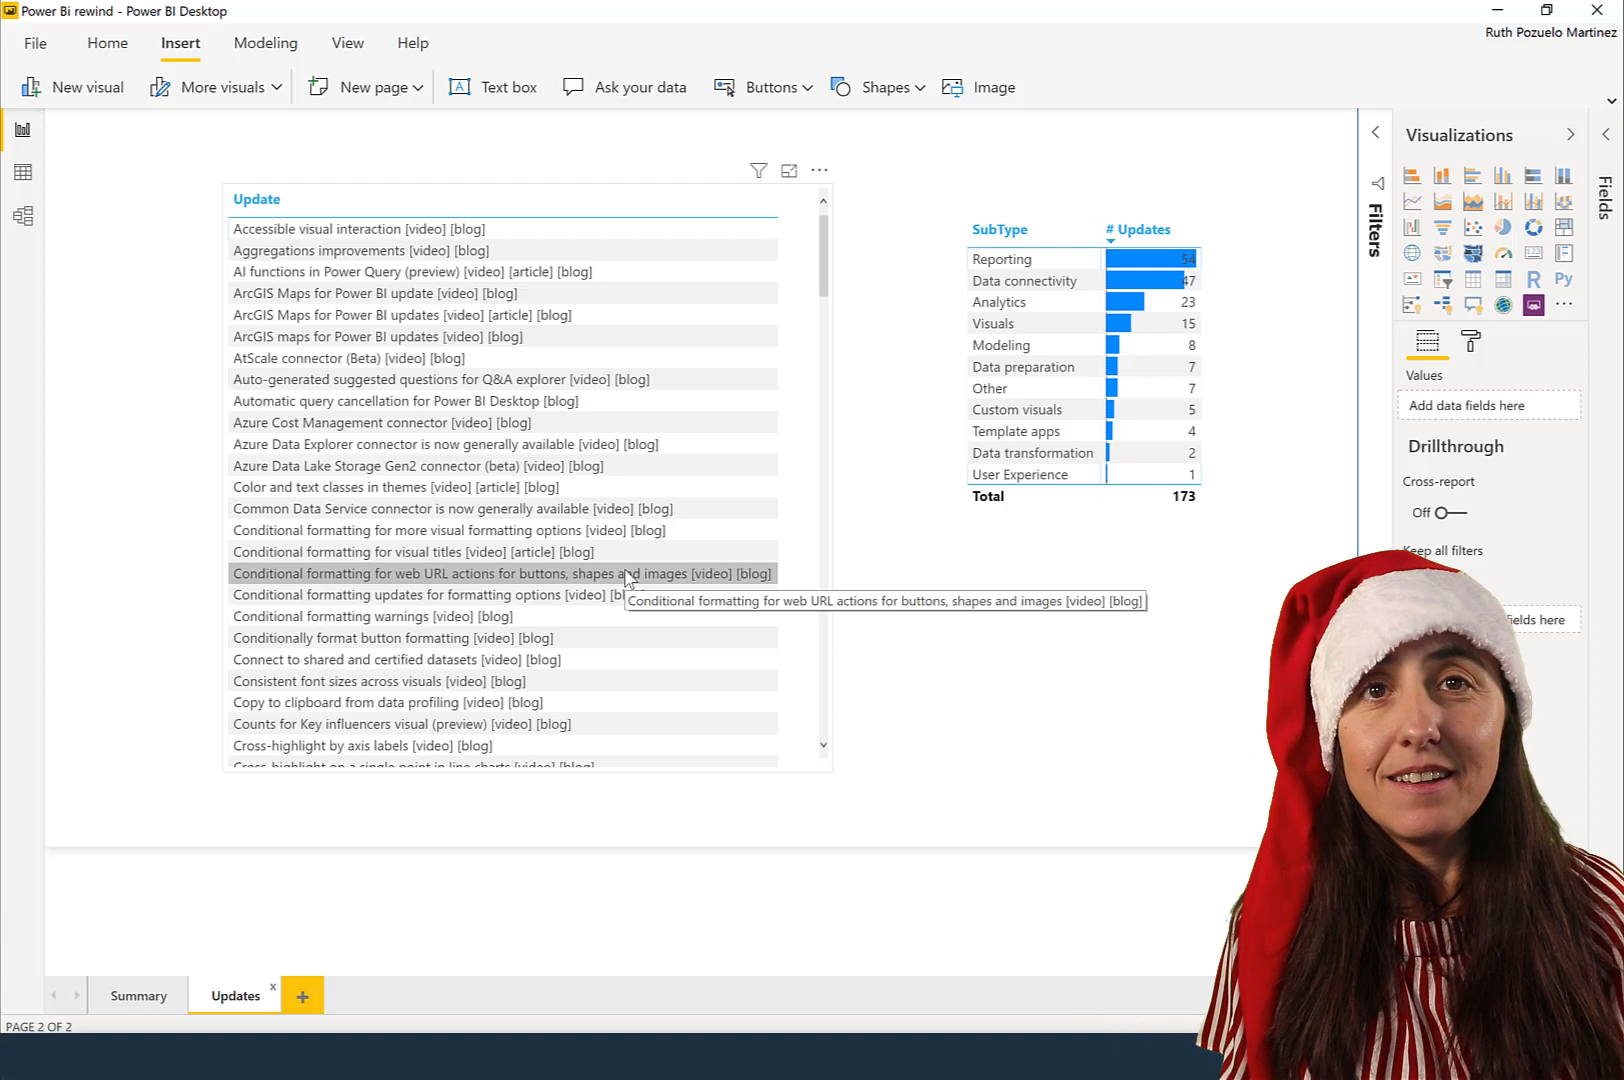 Power Bi rewind - Power BI Desktop
Ruth Pozuelo Martinez
File Home Insert Modeling View Help
New visual More visuals New page Text box Ask your data Buttons Shapes Image
Update
Accessible visual interaction [video] [blog]
Aggregations improvements [video] [blog]
AI functions in Power Query (preview) [video] [article] [blog]
ArcGIS Maps for Power BI update [video] [blog]
ArcGIS Maps for Power BI updates [video] [article] [blog]
ArcGIS maps for Power BI updates [video] [blog]
AtScale connector (Beta) [video] [blog]
Auto-generated suggested questions for Q&A explorer [video] [blog]
Automatic query cancellation for Power BI Desktop [blog]
Azure Cost Management connector [video] [blog]
Azure Data Explorer connector is now generally available [video] [blog]
Azure Data Lake Storage Gen2 connector (beta) [video] [blog]
Color and text classes in themes [video] [article] [blog]
Common Data Service connector is now generally available [video] [blog]
Conditional formatting for more visual formatting options [video] [blog]
Conditional formatting for visual titles [video] [article] [blog]
Conditional formatting for web URL actions for buttons, shapes and images [video] [blog]
Conditional formatting updates for formatting options [video]
Conditional formatting for web URL actions for buttons, shapes and images [video] [blog]
Conditional formatting warnings [video] [blog]
Conditionally format button formatting [video] [blog]
Connect to shared and certified datasets [video] [blog]
Consistent font sizes across visuals [video] [blog]
Copy to clipboard from data profiling [video] [blog]
Counts for Key influencers visual (preview) [video] [blog]
Cross-highlight by axis labels [video] [blog]
Cross-highlight on a single point in line charts [video] [blog]
SubType # Updates
Reporting 54
Data connectivity 47
Analytics 23
Visuals 15
Modeling 8
Data preparation 7
Other 7
Custom visuals 5
Template apps 4
Data transformation 2
User Experience 1
Total 173
Filters
Visualizations
R Py
123
Values
Add data fields here
Drillthrough
Cross-report
Off
Keep all filters
fields here
Fields
Summary Updates x +
PAGE 2 OF 2